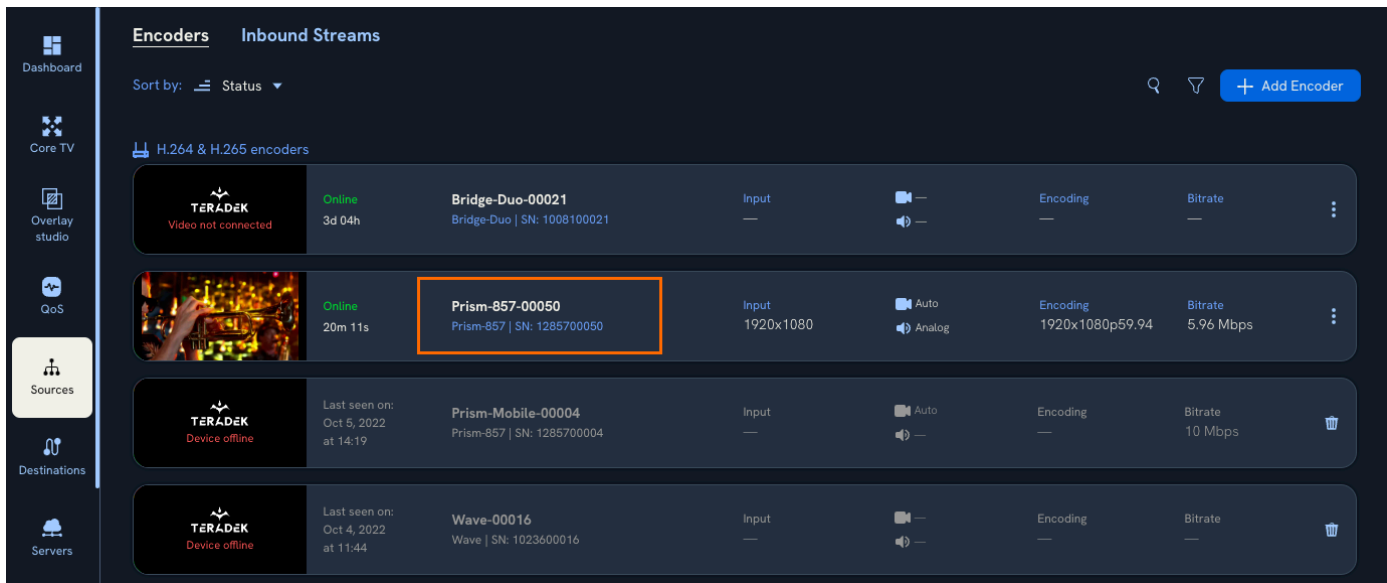 Dashboard
Core TV
Overlay
studio
QoS
Sources
Destinations
Servers
Encoders Inbound Streams
Sort by: Status
Add Encoder
H.264 & H.265 encoders
TERADEK
Video not connected
Online
3d 04h
Bridge-Duo-00021
Bridge-Duo | SN: 1008100021
Input
—
—
—
Encoding
—
Bitrate
—
Online
20m 11s
Prism-857-00050
Prism-857 | SN: 1285700050
Input
1920x1080
Auto
Analog
Encoding
1920x1080p59.94
Bitrate
5.96 Mbps
TERADEK
Device offline
Last seen on:
Oct 5, 2022
at 14:19
Prism-Mobile-00004
Prism-857 | SN: 1285700004
Input
—
Auto
—
Encoding
—
Bitrate
10 Mbps
TERADEK
Device offline
Last seen on:
Oct 4, 2022
at 11:44
Wave-00016
Wave | SN: 1023600016
Input
—
—
—
Encoding
—
Bitrate
—